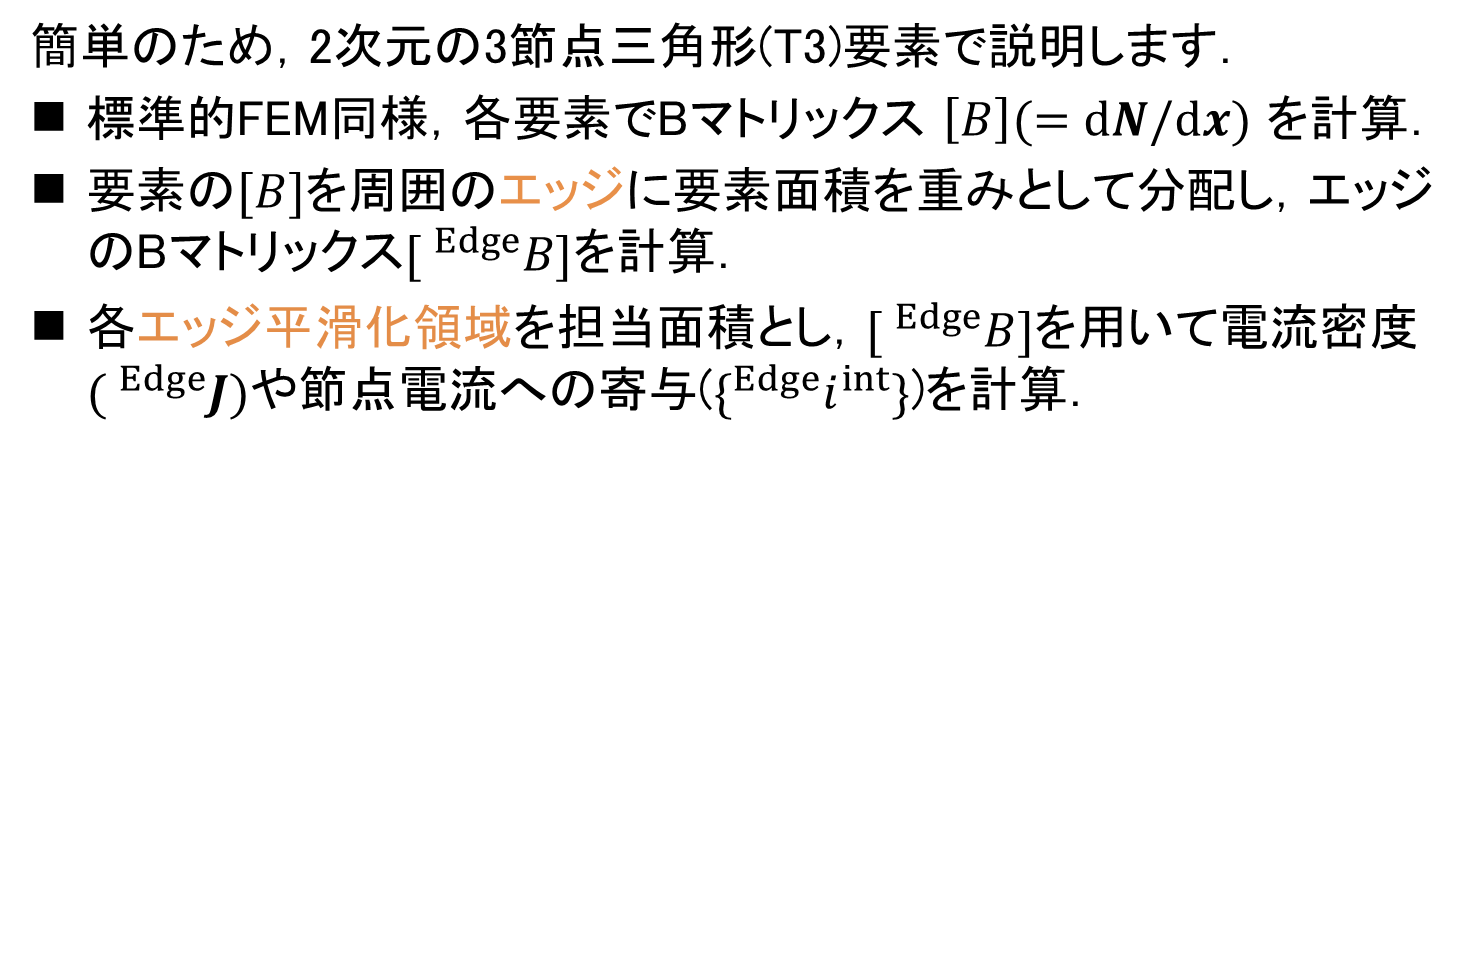 簡単のため，2次元の3節点三角形(T3)要素で説明します．
■ 標準的FEM同様，各要素でBマトリックス [B](= dN/dx) を計算．
■ 要素の[B]を周囲のエッジに要素面積を重みとして分配し，エッジ
のBマトリックス[ ᴱᵈᵍᵉB]を計算．
■ 各エッジ平滑化領域を担当面積とし，[ ᴱᵈᵍᵉB]を用いて電流密度
( ᴱᵈᵍᵉJ)や節点電流への寄与({ᴱᵈᵍᵉiⁱⁿᵗ})を計算．